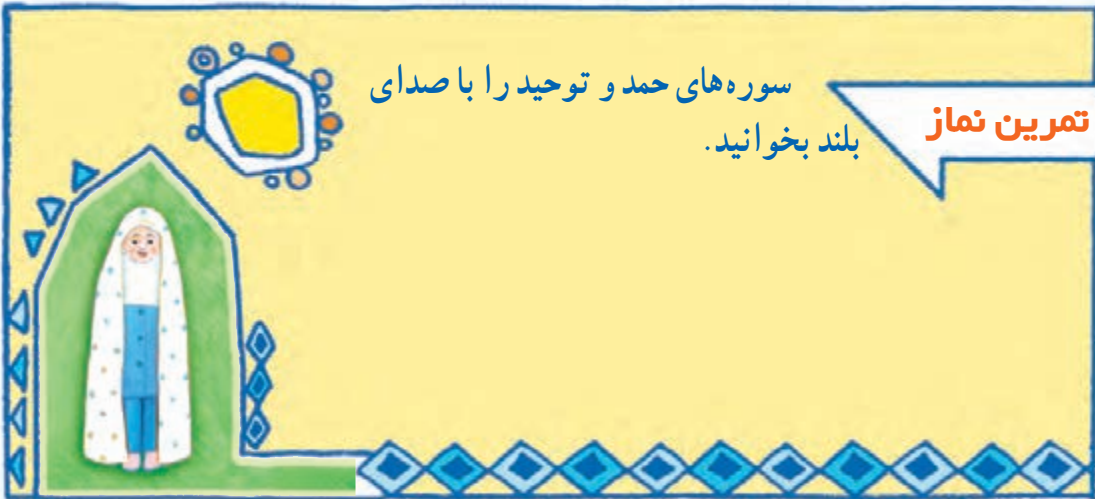 تمرین نماز
سوره‌های حمد و توحید را با صدای
بلند بخوانید.